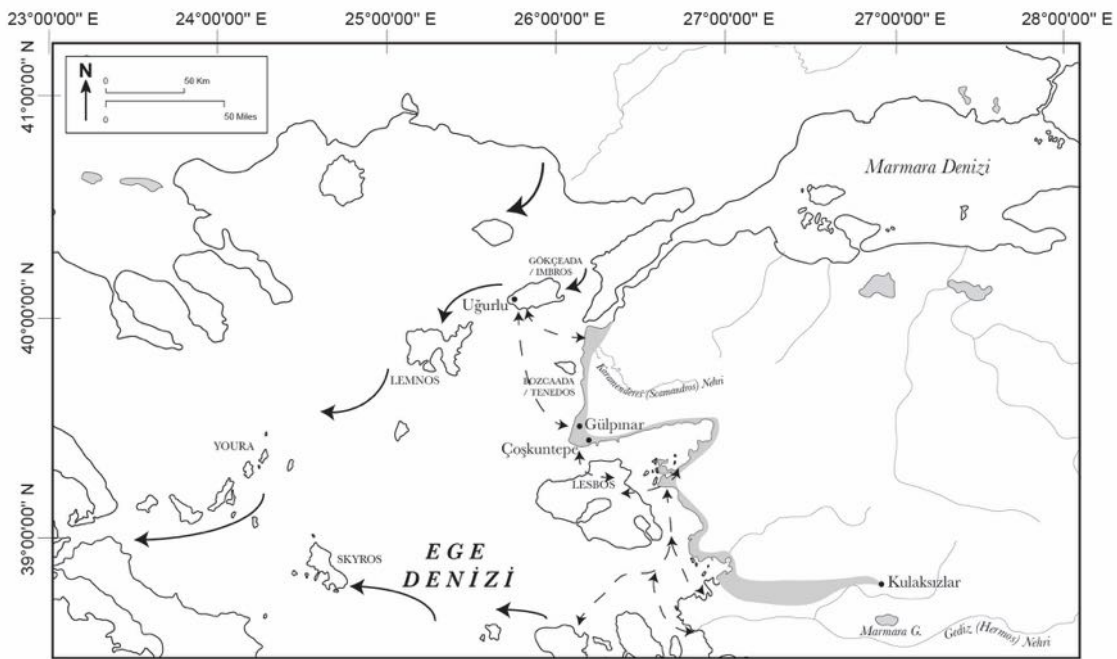 23°00'00" E
24°00'00" E
25°00'00" E
26°00'00" E
27°00'00" E
27°00'00" E
28°00'00" E
41°00'00" N
40°00'00" N
39°00'00" N
N
0
50 Km
0
50 Miles
Marmara Denizi
GÖKÇEADA
/ IMBROS
Uğurlu
LEMNOS
BOZCAADA
/ TENEDOS
Karamenderes (Scamandros) Nehri
Gülpınar
Çoşkuntepe
YOURA
LESBOS
SKYROS
EGE
DENİZİ
Kulaksızlar
Marmara G.
Gediz (Hermos) Nehri